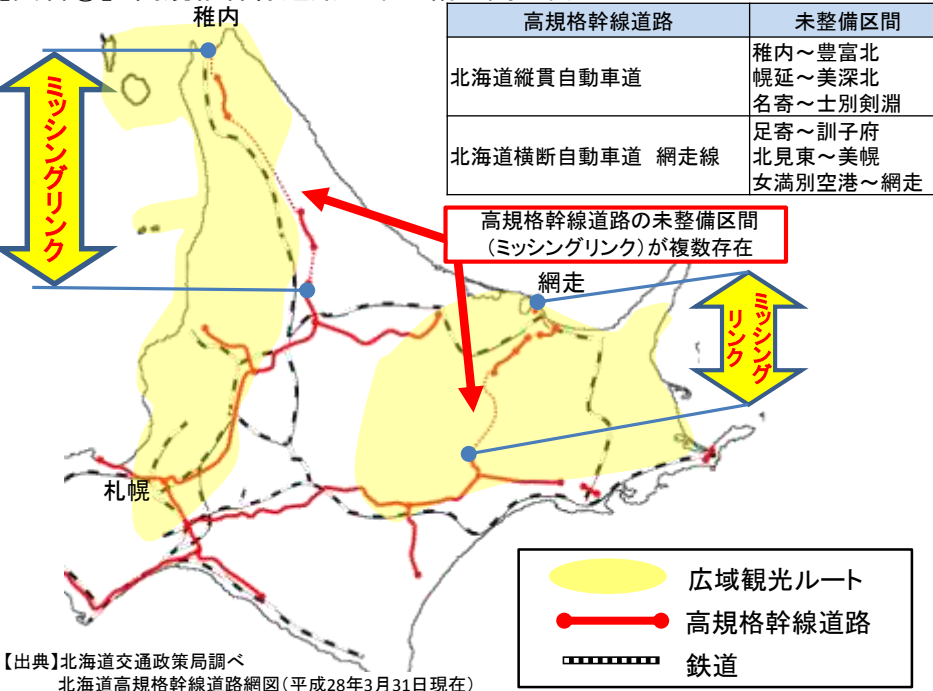 稚内
高規格幹線道路 未整備区間
北海道縦貫自動車道
稚内～豊富北
幌延～美深北
名寄～士別剣淵
北海道横断自動車道 網走線
足寄～訓子府
北見東～美幌
女満別空港～網走
ミッシングリンク
高規格幹線道路の未整備区間
（ミッシングリンク）が複数存在
網走
ミッシング
リンク
札幌
広域観光ルート
高規格幹線道路
鉄道
【出典】北海道交通政策局調べ
北海道高規格幹線道路網図（平成28年3月31日現在）